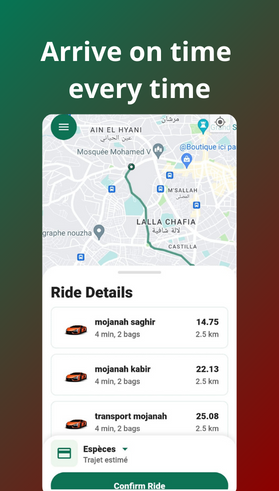 Arrive on time
every time
مرشان
AIN EL HYANI
عين الحياني
Mosquée Mohamed V
@Boutique ici pa
M'SALLAH
المصلى
LALLA CHAFIA
لالة شافية
graphe nouzha
CASTILLA
Ride Details
mojanah saghir
14.75
4 min, 2 bags
2.5 km
mojanah kabir
22.13
4 min, 2 bags
2.5 km
transport mojanah
25.08
4 min, 2 bags
2.5 km
Espèces
Trajet estimé
Confirm Ride